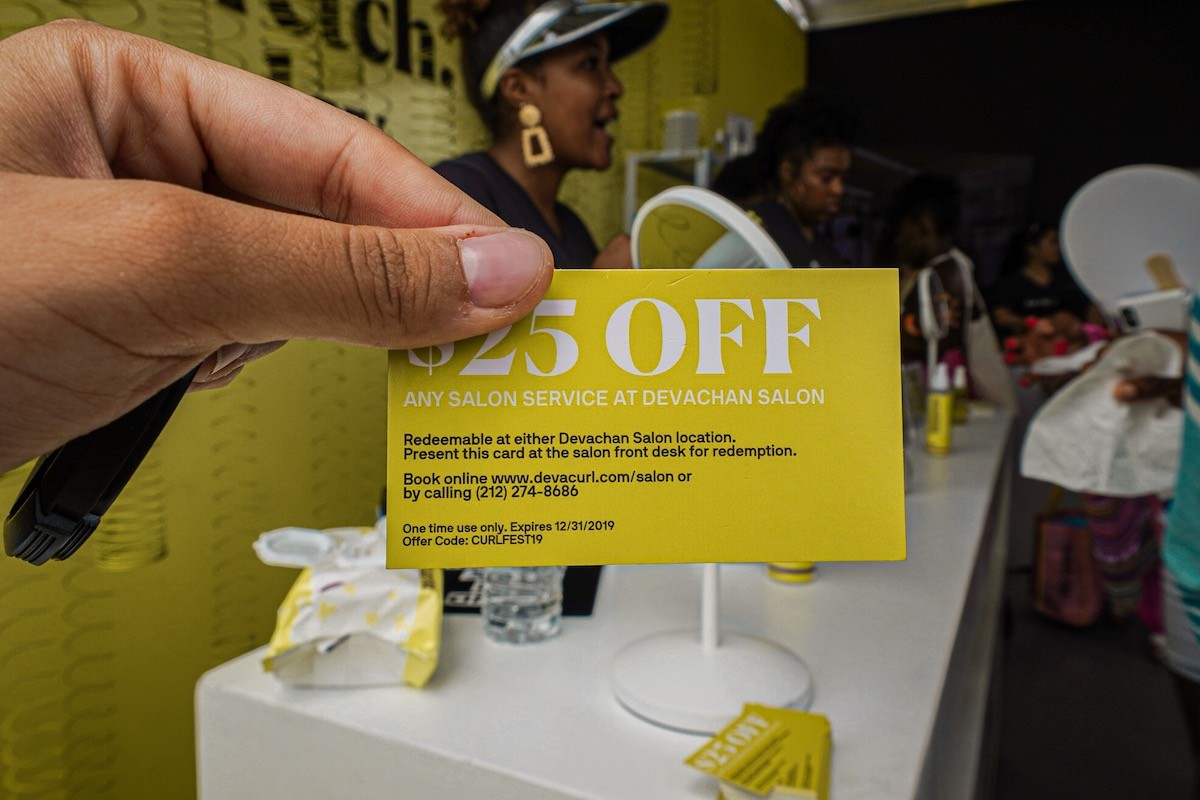 $25 OFF
ANY SALON SERVICE AT DEVACHAN SALON
Redeemable at either Devachan Salon location.
Present this card at the salon front desk for redemption.
Book online www.devacurl.com/salon or
by calling (212) 274-8686
One time use only. Expires 12/31/2019
Offer Code: CURLFEST19
$25 OFF